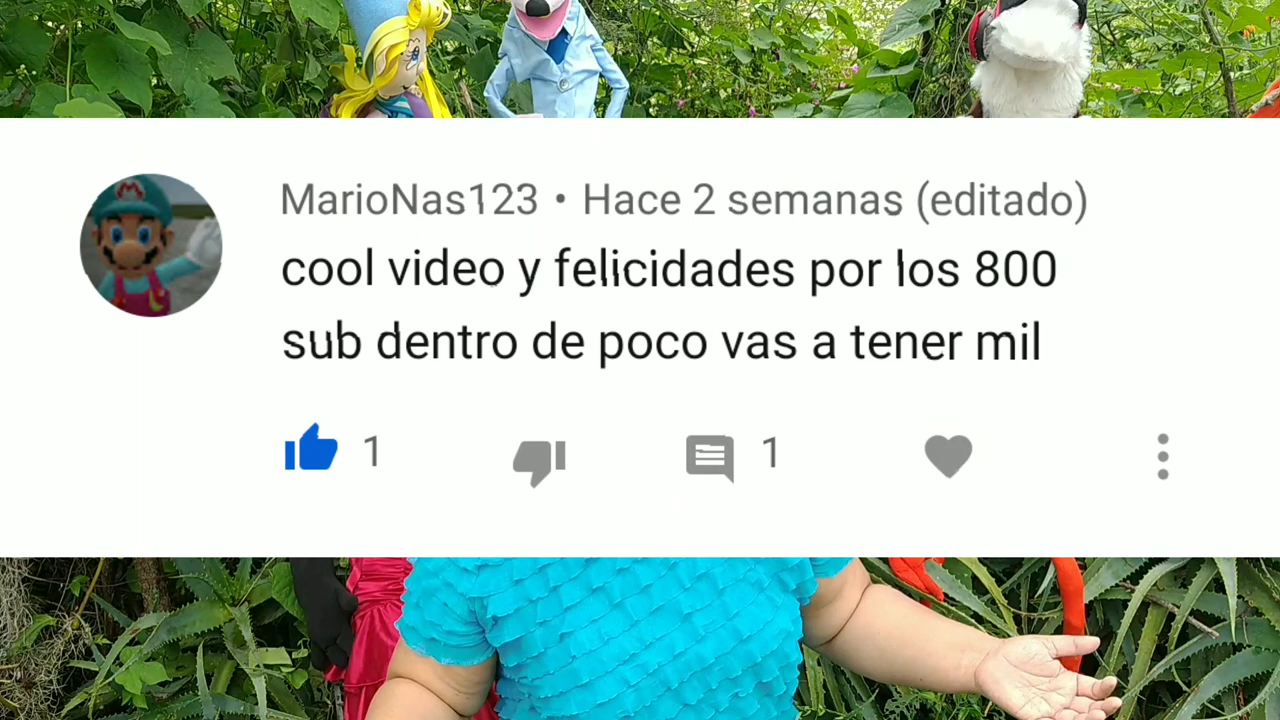 MarioNas123 • Hace 2 semanas (editado)
cool video y felicidades por los 800
sub dentro de poco vas a tener mil
1
1